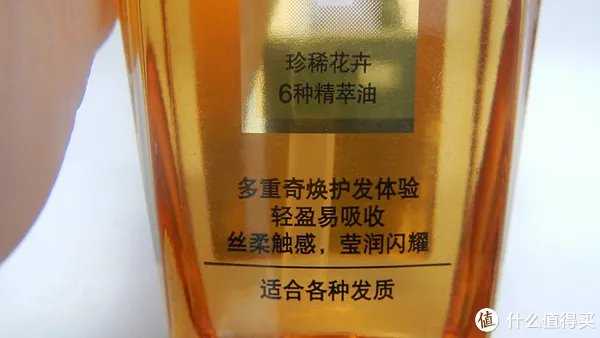 珍稀花卉
6种精萃油
多重奇焕护发体验
轻盈易吸收
丝柔触感，莹润闪耀
适合各种发质
值 什么值得买